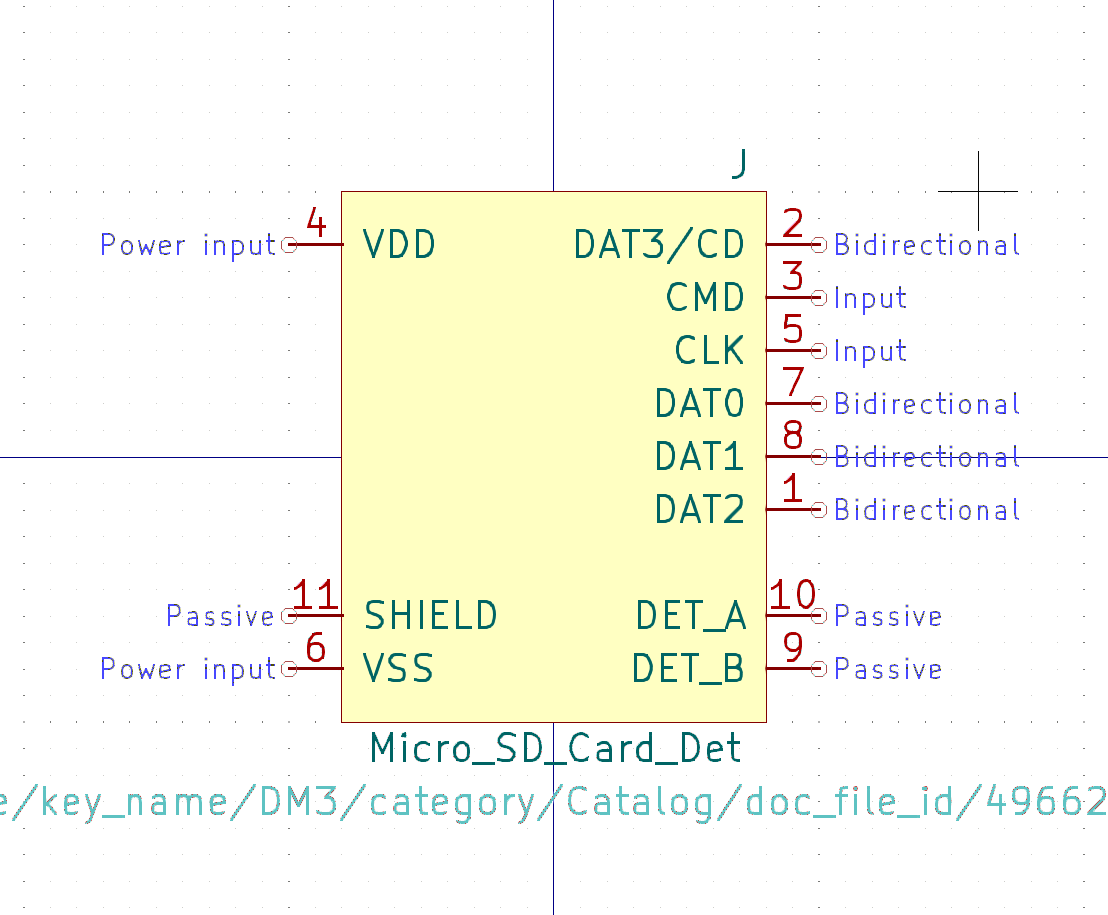 J
Power input 4 VDD DAT3/CD 2 Bidirectional
CMD 3 Input
CLK 5 Input
DAT0 7 Bidirectional
DAT1 8 Bidirectional
DAT2 1 Bidirectional
Passive 11 SHIELD DET_A 10 Passive
Power input 6 VSS DET_B 9 Passive
Micro_SD_Card_Det
e/key_name/DM3/category/Catalog/doc_file_id/49662